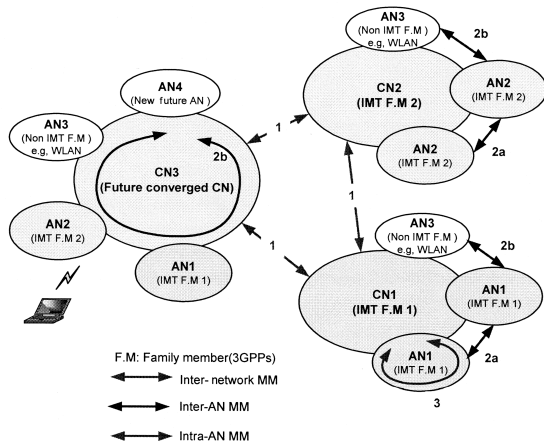 AN3
(Non IMT F.M )
e.g, WLAN
2b
CN2
(IMT F.M 2)
AN2
(IMT F.M 2)
AN2
(IMT F.M 2)
2a
AN4
(New future AN )
AN3
(Non IMT F.M )
e.g, WLAN
2b
CN3
(Future converged CN)
AN2
(IMT F.M 2)
AN1
(IMT F.M 1)
1
1
1
AN3
(Non IMT F.M )
e.g, WLAN
2b
CN1
(IMT F.M 1)
AN1
(IMT F.M 1)
2a
AN1
(IMT F.M 1)
3
F.M: Family member(3GPPs)
Inter- network MM
Inter-AN MM
Intra-AN MM